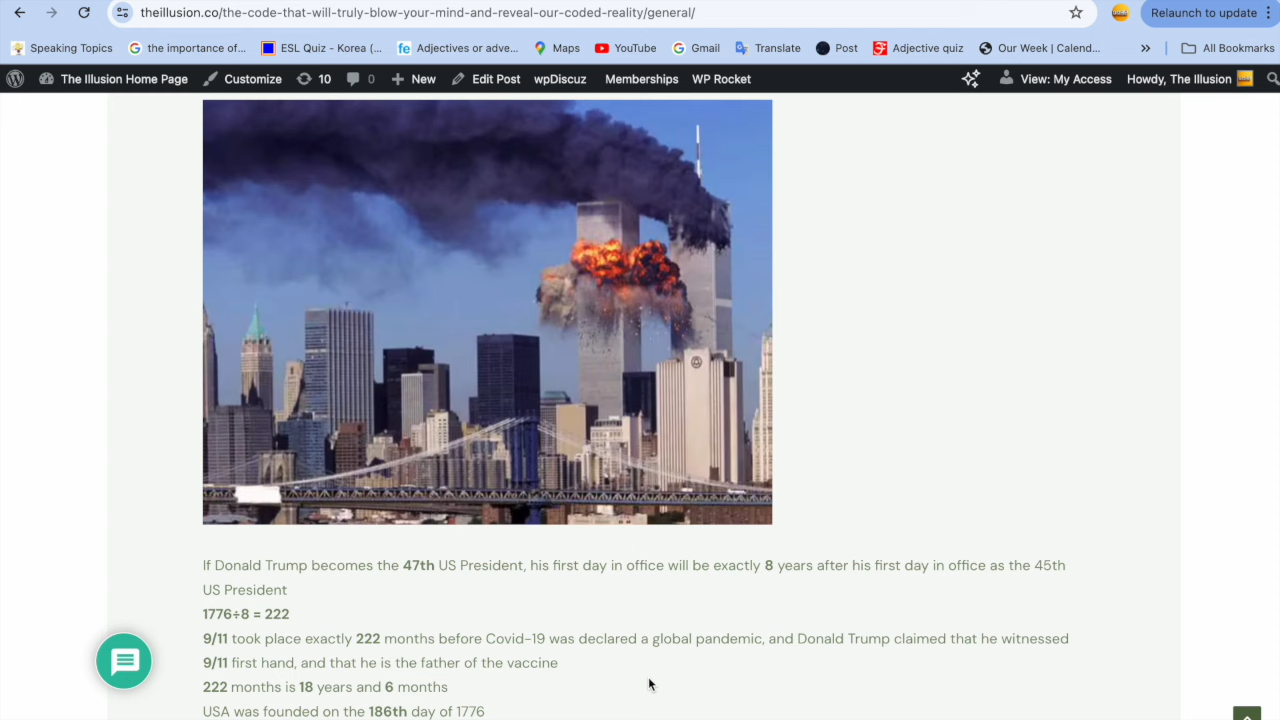 theillusion.co/the-code-that-will-truly-blow-your-mind-and-reveal-our-coded-reality/general/
Relaunch to update
Speaking Topics
the importance of...
ESL Quiz - Korea (...
Adjectives or adve...
Maps
YouTube
Gmail
Translate
Post
Adjective quiz
Our Week | Calend...
All Bookmarks
The Illusion Home Page
Customize
10
0
New
Edit Post
wpDiscuz
Memberships
WP Rocket
View: My Access
Howdy, The Illusion
If Donald Trump becomes the 47th US President, his first day in office will be exactly 8 years after his first day in office as the 45th
US President
1776÷8 = 222
9/11 took place exactly 222 months before Covid-19 was declared a global pandemic, and Donald Trump claimed that he witnessed
9/11 first hand, and that he is the father of the vaccine
222 months is 18 years and 6 months
USA was founded on the 186th day of 1776